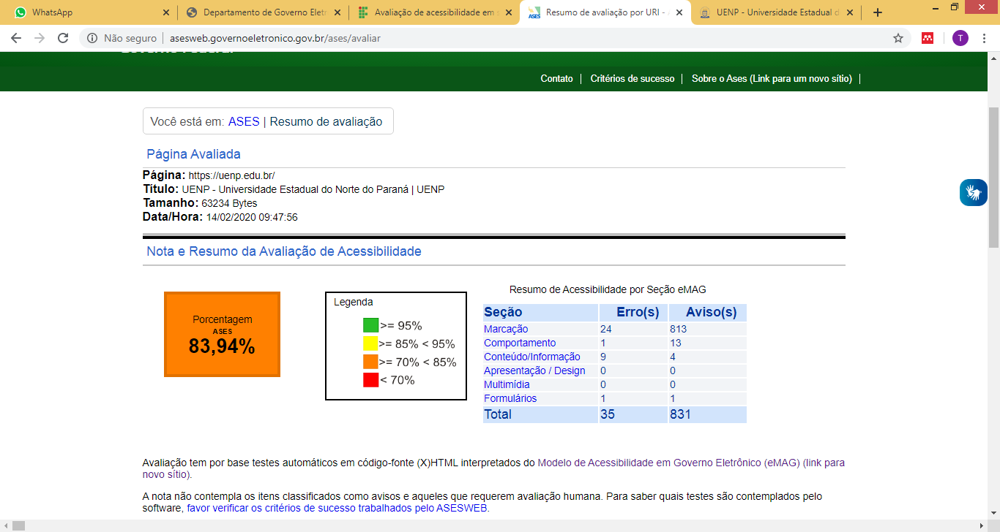 WhatsApp
Departamento de Governo Eletr
Avaliação de acessibilidade em s
Resumo de avaliação por URI -
UENP - Universidade Estadual d
Não seguro | asesweb.governoeletronico.gov.br/ases/avaliar
T
Contato | Critérios de sucesso | Sobre o Ases (Link para um novo sítio) |
Você está em: ASES | Resumo de avaliação
Página Avaliada
Página: https://uenp.edu.br/
Título: UENP - Universidade Estadual do Norte do Paraná | UENP
Tamanho: 63234 Bytes
Data/Hora: 14/02/2020 09:47:56
Nota e Resumo da Avaliação de Acessibilidade
Porcentagem
ASES
83,94%
Legenda
>= 95%
>= 85% < 95%
>= 70% < 85%
< 70%
Resumo de Acessibilidade por Seção eMAG
Seção Erro(s) Aviso(s)
Marcação 24 813
Comportamento 1 13
Conteúdo/Informação 9 4
Apresentação / Design 0 0
Multimídia 0 0
Formulários 1 1
Total 35 831
Avaliação tem por base testes automáticos em código-fonte (X)HTML interpretados do Modelo de Acessibilidade em Governo Eletrônico (eMAG) (link para
novo sítio).
A nota não contempla os itens classificados como avisos e aqueles que requerem avaliação humana. Para saber quais testes são contemplados pelo
software, favor verificar os critérios de sucesso trabalhados pelo ASESWEB.